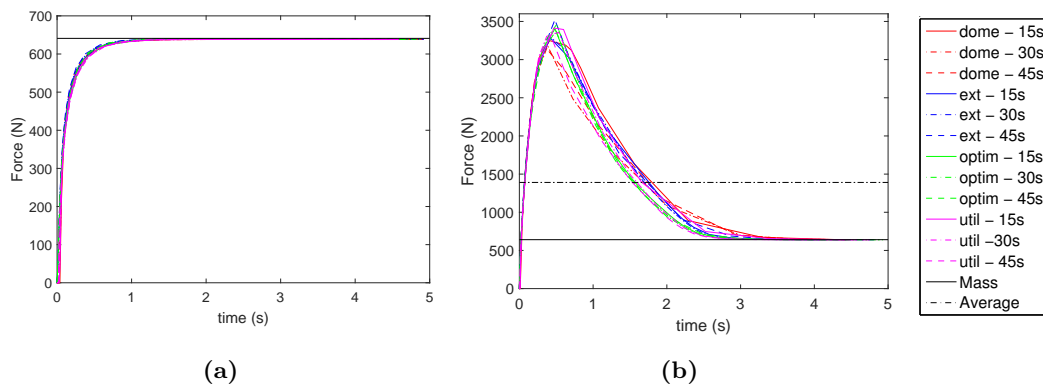 700
600
500
400
300
200
100
0
Force (N)
0 1 2 3 4 5
time (s)
(a)
3500
3000
2500
2000
1500
1000
500
0
Force (N)
0 1 2 3 4 5
time (s)
(b)
dome − 15s
dome − 30s
dome − 45s
ext − 15s
ext − 30s
ext − 45s
optim − 15s
optim − 30s
optim − 45s
util − 15s
util −30s
util − 45s
Mass
Average